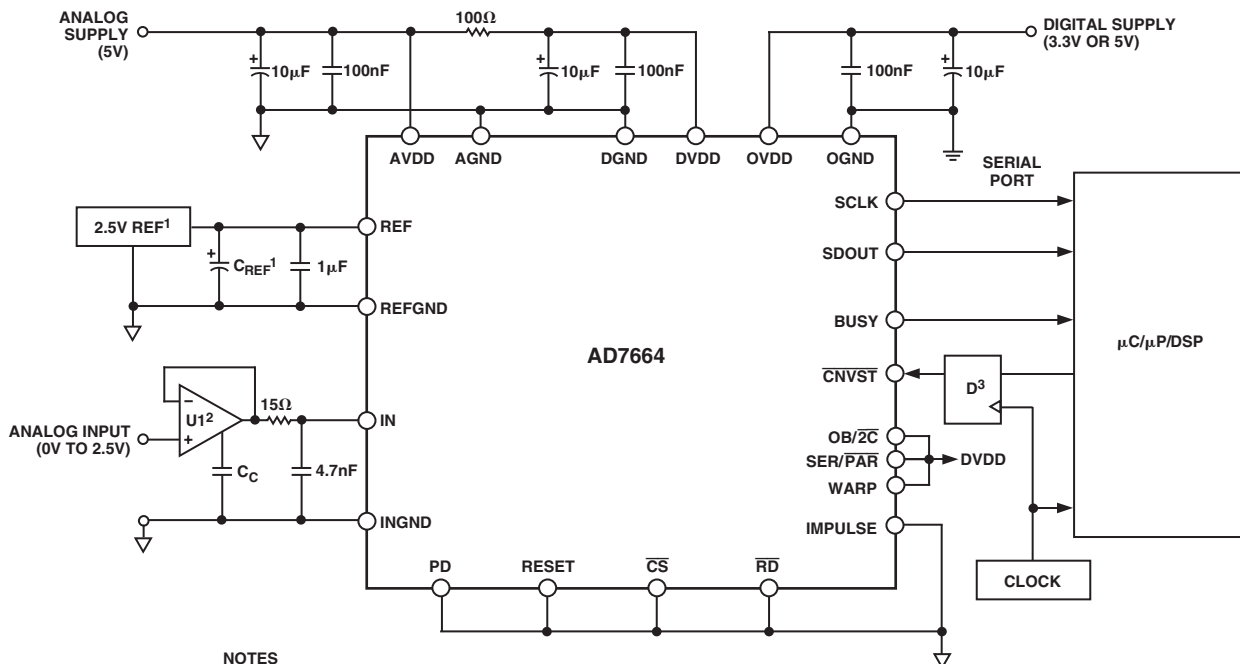 ANALOG
SUPPLY
(5V)
100Ω
DIGITAL SUPPLY
(3.3V OR 5V)
+
10µF
100nF
+
10µF
100nF
100nF
+
10µF
AVDD
AGND
DGND
DVDD
OVDD
OGND
SERIAL
PORT
2.5V REF1
+
CREF1
1µF
REF
REFGND
SCLK
SDOUT
BUSY
CNVST
AD7664
µC/µP/DSP
D3
ANALOG INPUT
(0V TO 2.5V)
–
U12
+
15Ω
CC
4.7nF
IN
INGND
OB/2C
SER/PAR
WARP
DVDD
IMPULSE
PD
RESET
CS
RD
CLOCK
NOTES